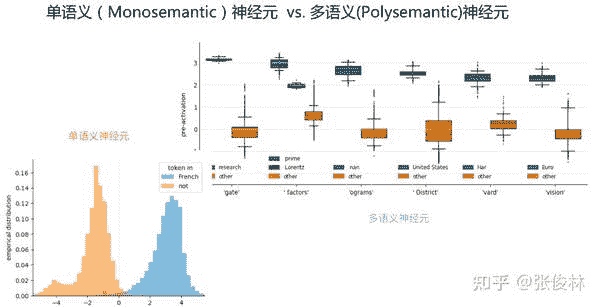 单语义（Monosemantic）神经元 vs. 多语义(Polysemantic)神经元
3
2
1
0
-1
pre-activation
research
other
'gate'
prime
Lorentz
other
' factors'
nan
other
'ograms'
United States
other
' District'
Har
other
'vard'
Euro
other
'vision'
单语义神经元
多语义神经元
token in
French
not
0.16
0.14
0.12
0.10
0.08
0.06
0.04
0.02
0.00
empirical distribution
−4
−2
0
2
4
知乎 @张俊林